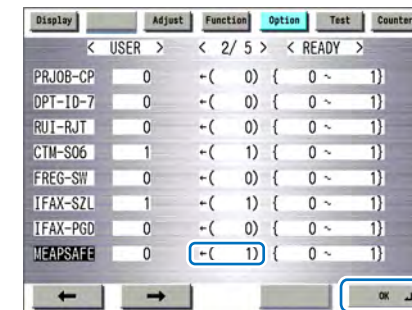 Display Adjust Function Option Test Counter
< USER > < 2/ 5 > < READY >
PRJOB-CP 0 ←( 0) { 0 ~ 1}
DPT-ID-7 0 ←( 0) { 0 ~ 1}
RUI-RJT 0 ←( 0) { 0 ~ 1}
CTM-S06 1 ←( 1) { 0 ~ 1}
FREG-SW 0 ←( 0) { 0 ~ 1}
IFAX-SZL 1 ←( 1) { 0 ~ 1}
IFAX-PGD 0 ←( 0) { 0 ~ 1}
MEAPSAFE 0 ←( 1) { 0 ~ 1}
← → OK